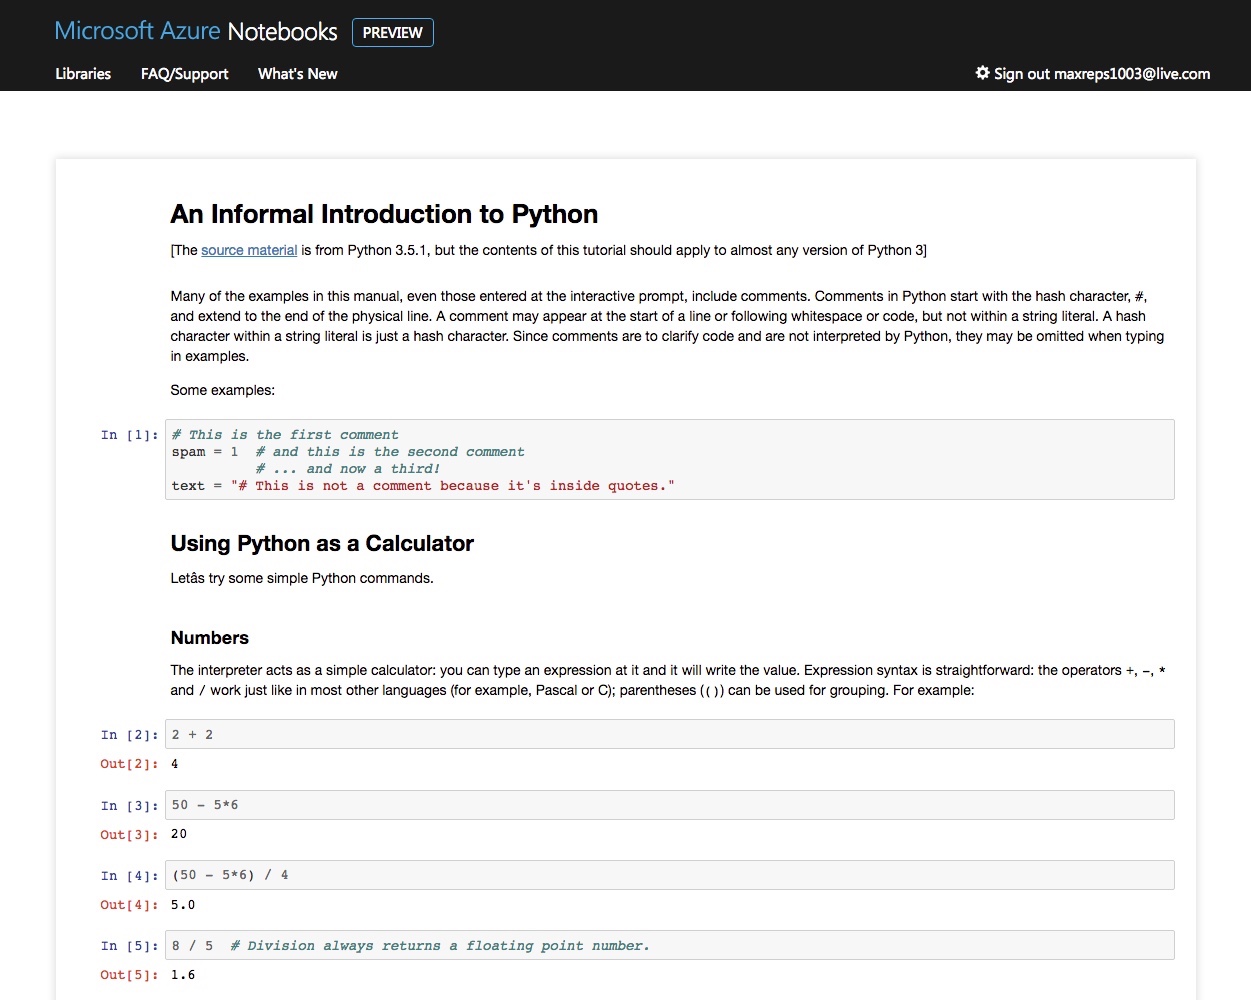 Microsoft Azure Notebooks PREVIEW
Libraries FAQ/Support What's New Sign out maxreps1003@live.com
An Informal Introduction to Python
[The source material is from Python 3.5.1, but the contents of this tutorial should apply to almost any version of Python 3]
Many of the examples in this manual, even those entered at the interactive prompt, include comments. Comments in Python start with the hash character, #,
and extend to the end of the physical line. A comment may appear at the start of a line or following whitespace or code, but not within a string literal. A hash
character within a string literal is just a hash character. Since comments are to clarify code and are not interpreted by Python, they may be omitted when typing
in examples.
Some examples:
In [1]: # This is the first comment
spam = 1  # and this is the second comment
          # ... and now a third!
text = "# This is not a comment because it's inside quotes."
Using Python as a Calculator
Letâs try some simple Python commands.
Numbers
The interpreter acts as a simple calculator: you can type an expression at it and it will write the value. Expression syntax is straightforward: the operators +, -, *
and / work just like in most other languages (for example, Pascal or C); parentheses (()) can be used for grouping. For example:
In [2]: 2 + 2
Out[2]: 4
In [3]: 50 - 5*6
Out[3]: 20
In [4]: (50 - 5*6) / 4
Out[4]: 5.0
In [5]: 8 / 5  # Division always returns a floating point number.
Out[5]: 1.6